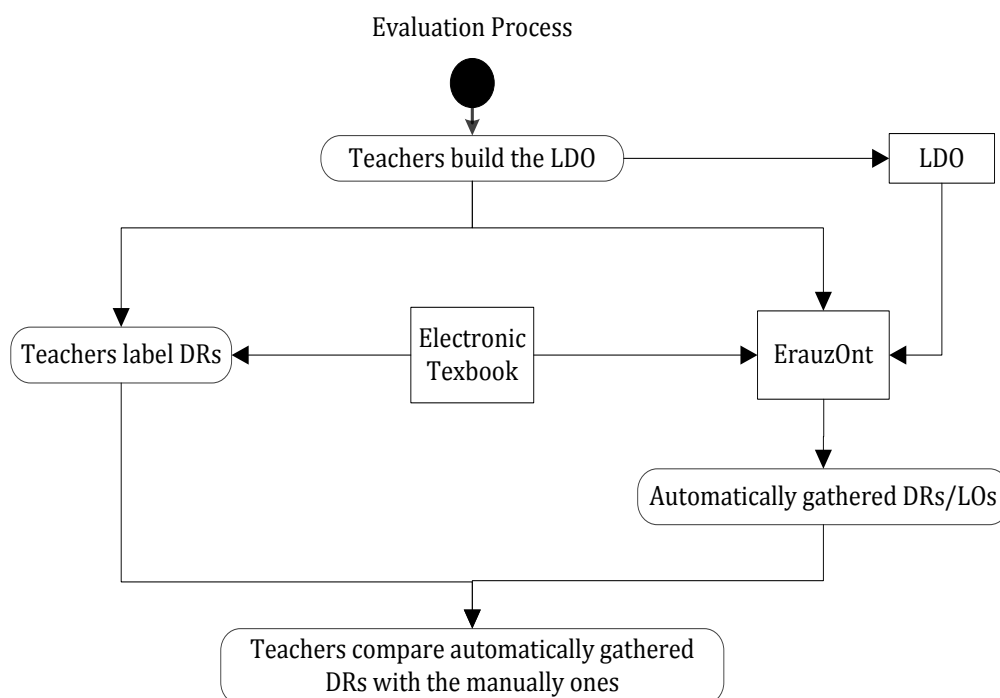 Evaluation Process
Teachers build the LDO
LDO
Teachers label DRs
Electronic
Texbook
ErauzOnt
Automatically gathered DRs/LOs
Teachers compare automatically gathered
DRs with the manually ones